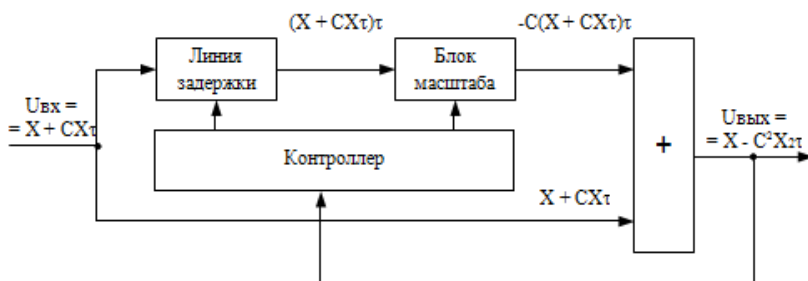 (X + CXτ)τ
-C(X + CXτ)τ
Линия
задержки
Блок
масштаба
Uвх =
= X + CXτ
Uвых =
= X - C²X₂τ
Контроллер
+
X + CXτ